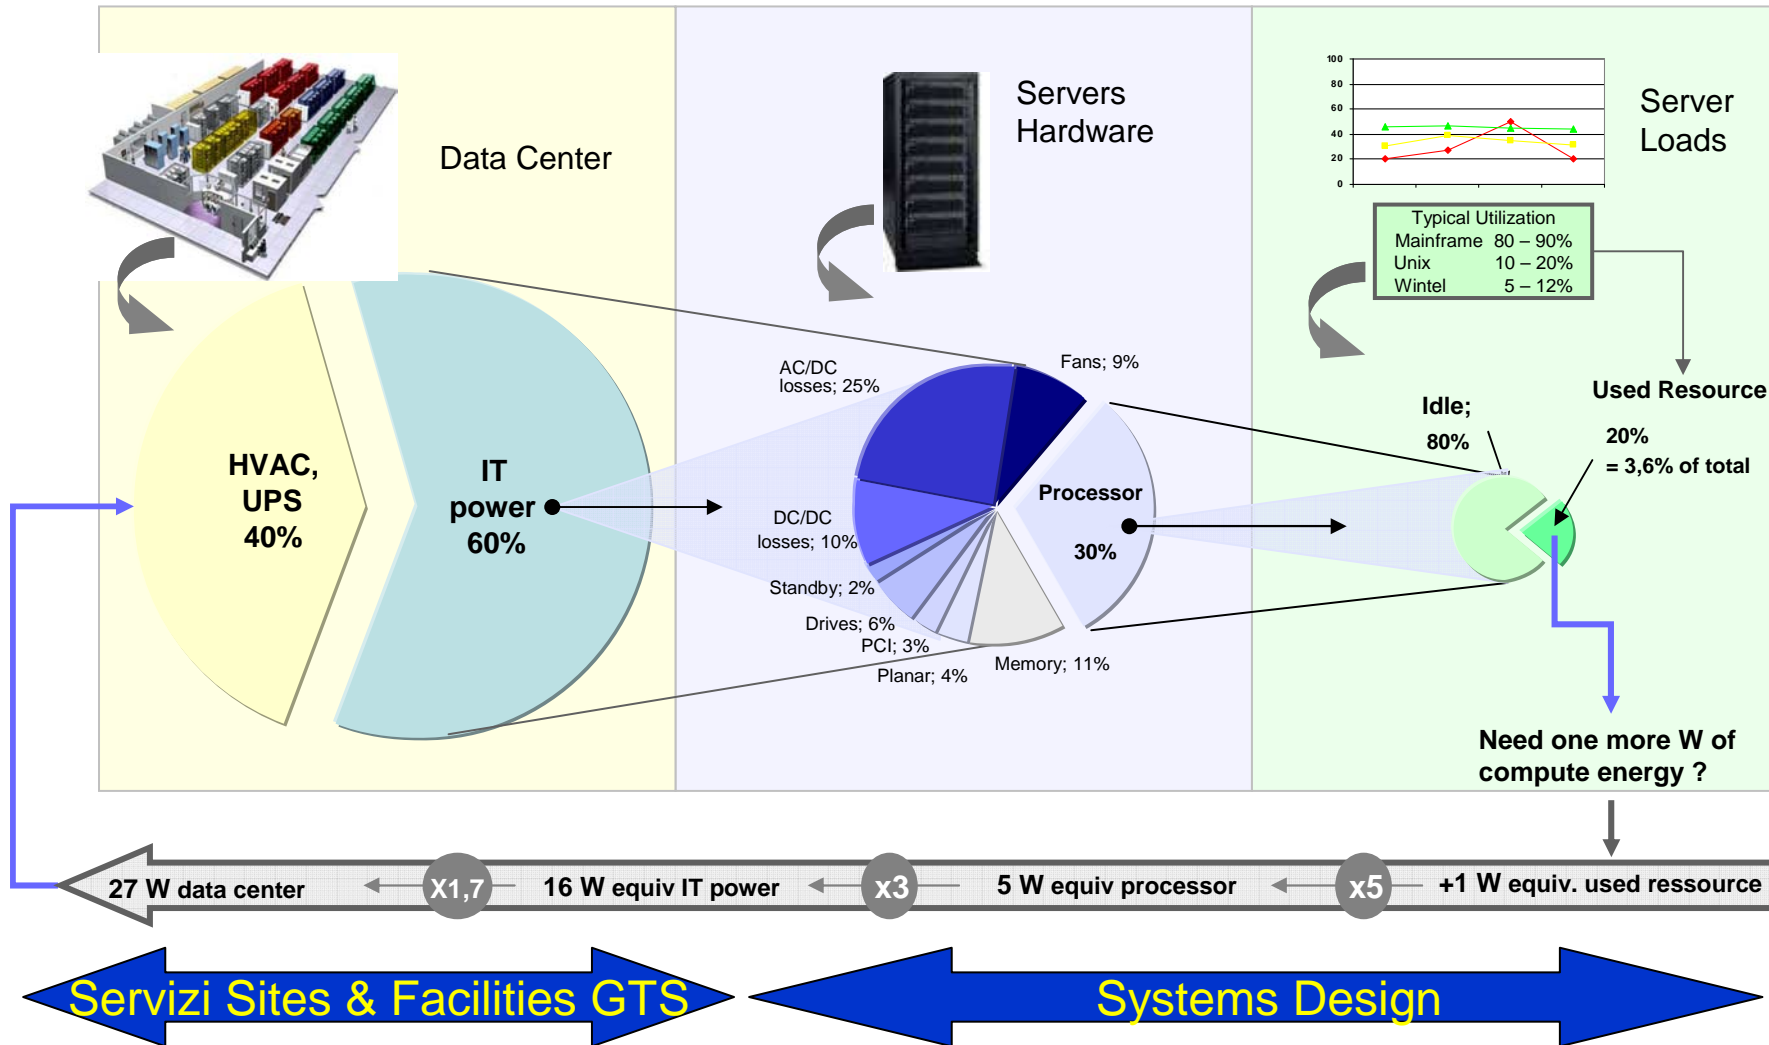 Data Center
Servers
Hardware
Server
Loads
100
80
60
40
20
0
Typical Utilization
Mainframe 80 – 90%
Unix 10 – 20%
Wintel 5 – 12%
HVAC,
UPS
40%
IT
power
60%
AC/DC
losses; 25%
Fans; 9%
DC/DC
losses; 10%
Standby; 2%
Drives; 6%
PCI; 3%
Planar; 4%
Memory; 11%
Processor
30%
Idle;
80%
Used Resource
20%
= 3,6% of total
Need one more W of
compute energy ?
27 W data center
X1,7
16 W equiv IT power
x3
5 W equiv processor
x5
+1 W equiv. used ressource
Servizi Sites & Facilities GTS
Systems Design